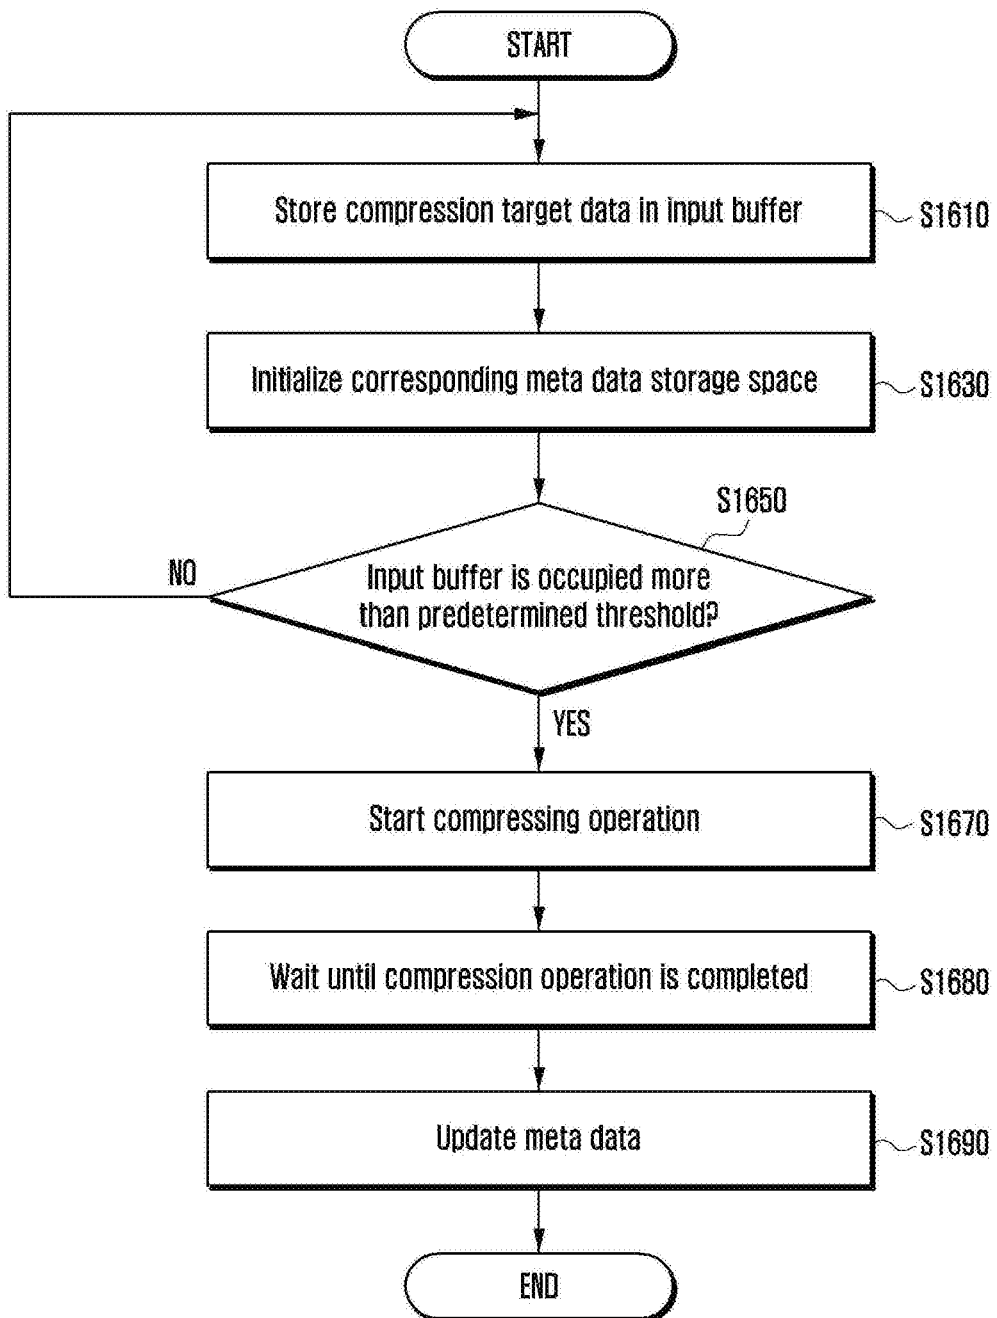 START
Store compression target data in input buffer
S1610
Initialize corresponding meta data storage space
S1630
S1650
Input buffer is occupied more
than predetermined threshold?
NO
YES
Start compressing operation
S1670
Wait until compression operation is completed
S1680
Update meta data
S1690
END